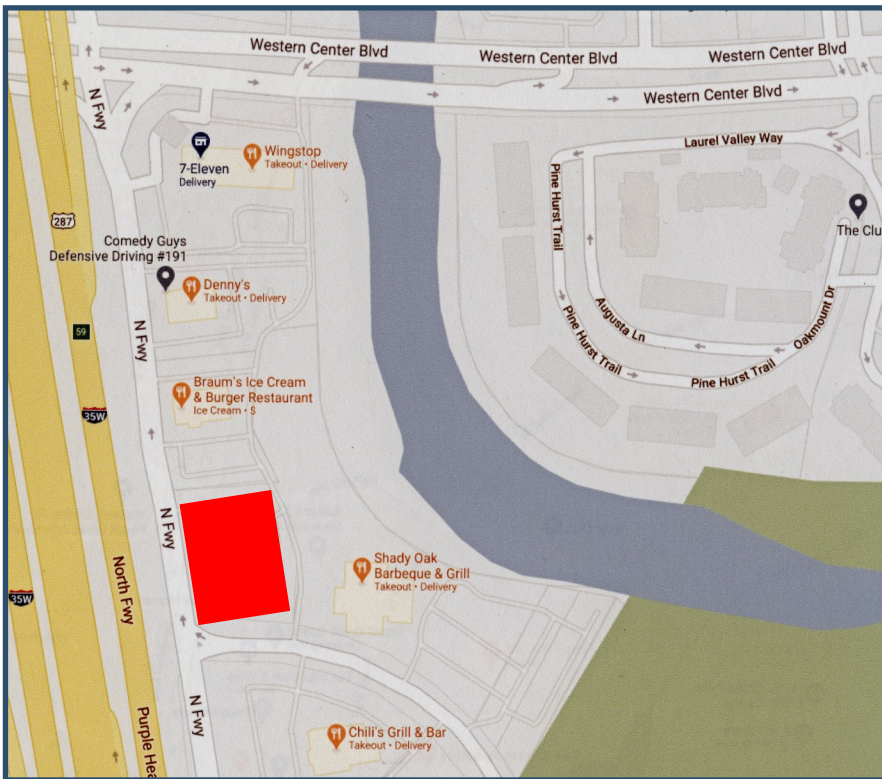 Western Center Blvd
Western Center Blvd
Western Center Blvd
Western Center Blvd
N Fwy
7-Eleven
Delivery
Wingstop
Takeout • Delivery
Laurel Valley Way
Pine Hurst Trail
The Clu
287
Comedy Guys
Defensive Driving #191
Denny's
Takeout • Delivery
59
N Fwy
Augusta Ln
Pine Hurst Trail
Oakmount Dr
Pine Hurst Trail
Braum's Ice Cream
& Burger Restaurant
Ice Cream • $
35W
N Fwy
North Fwy
35W
Shady Oak
Barbeque & Grill
Takeout • Delivery
N Fwy
Purple Hea
Chili's Grill & Bar
Takeout • Delivery